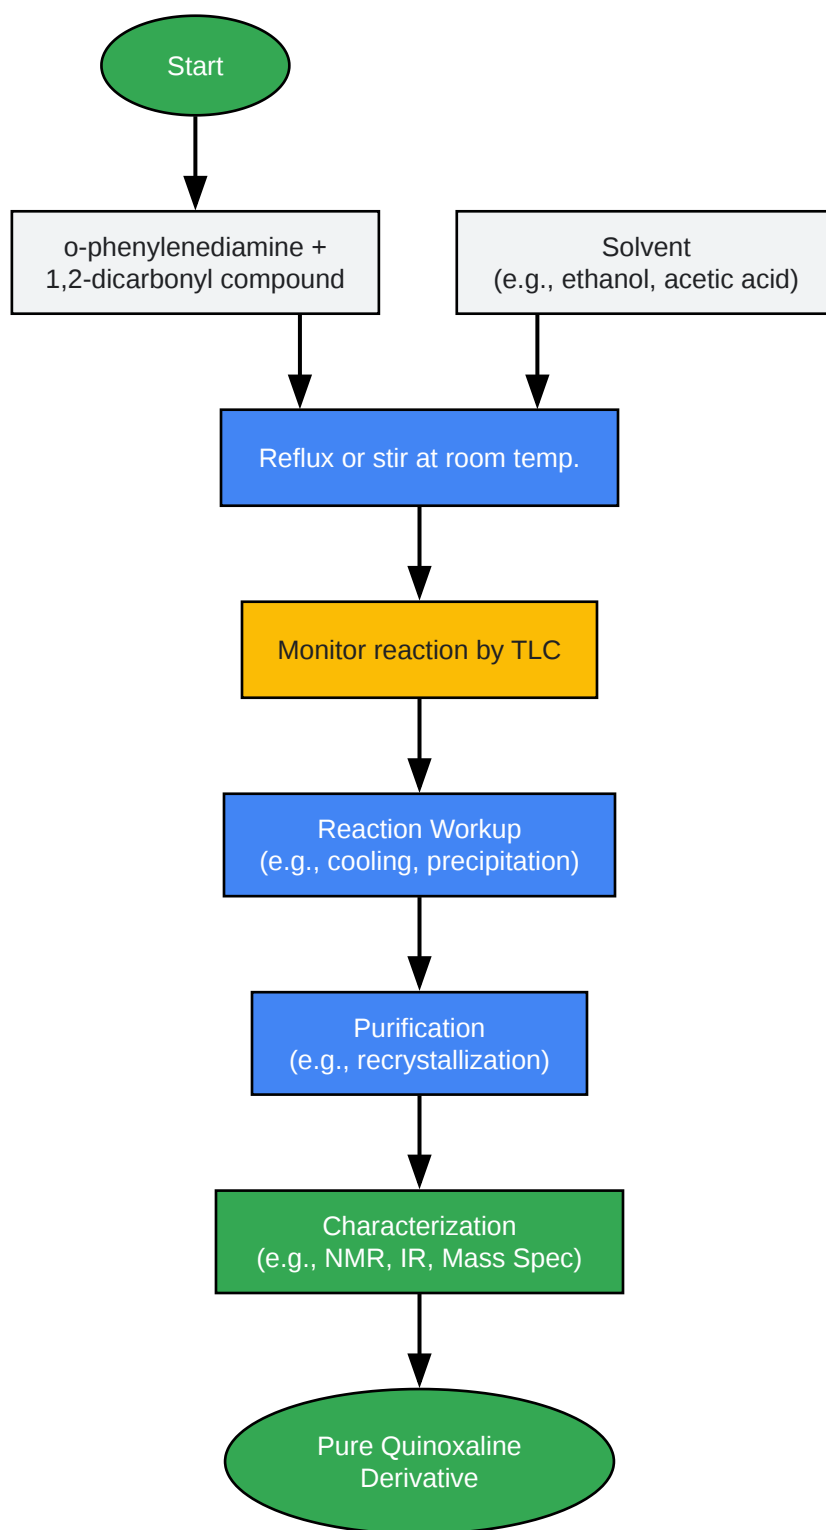 Start
o-phenylenediamine +
1,2-dicarbonyl compound
Solvent
(e.g., ethanol, acetic acid)
Reflux or stir at room temp.
Monitor reaction by TLC
Reaction Workup
(e.g., cooling, precipitation)
Purification
(e.g., recrystallization)
Characterization
(e.g., NMR, IR, Mass Spec)
Pure Quinoxaline
Derivative